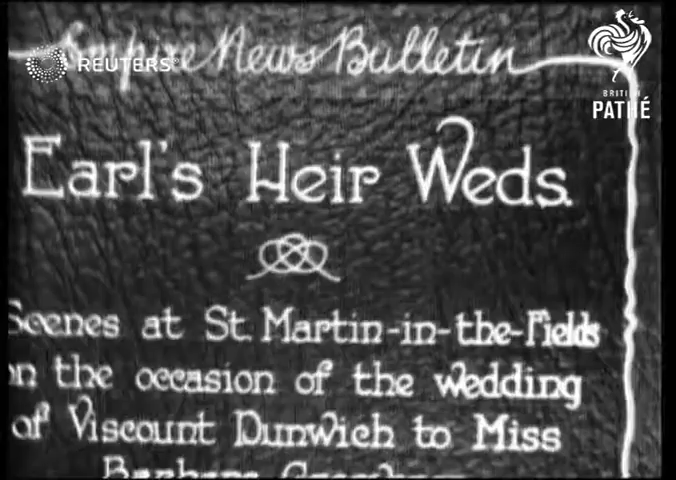 Empire News Bulletin
REUTERS
BRITISH
PATHÉ
Earl's Heir Weds.
Scenes at St. Martin-in-the-Fields
on the occasion of the wedding
of Viscount Dunwich to Miss
Barbara